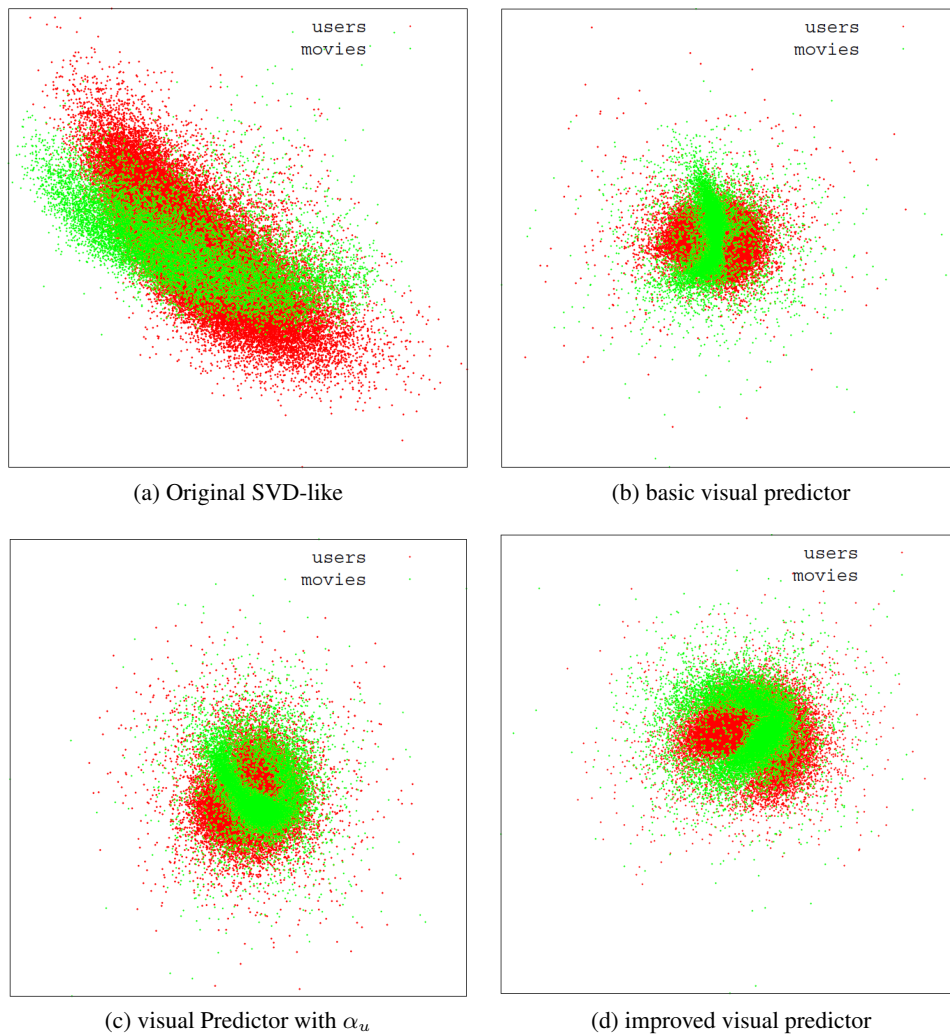 users
movies
(a) Original SVD-like
users
movies
(b) basic visual predictor
users
movies
(c) visual Predictor with αᵤ
users
movies
(d) improved visual predictor